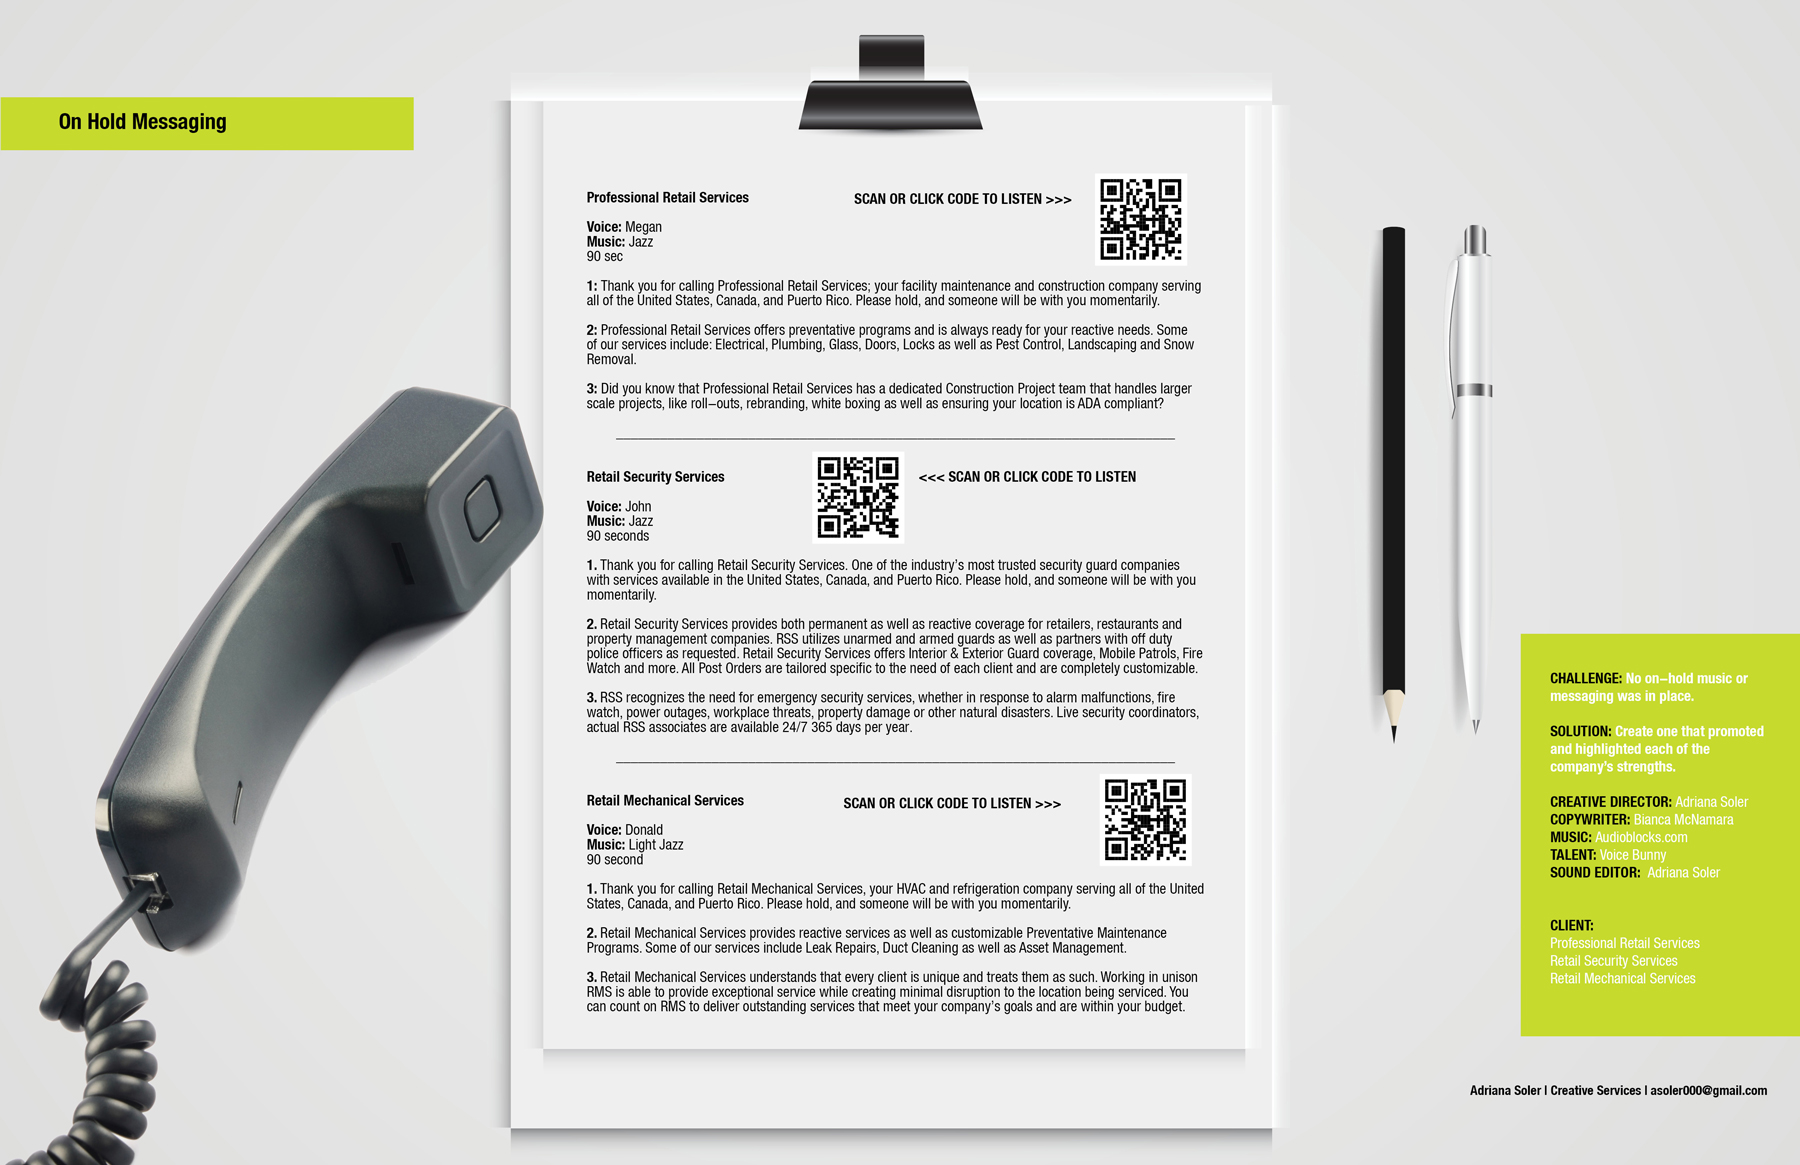 On Hold Messaging
Professional Retail Services
SCAN OR CLICK CODE TO LISTEN >>>
Voice: Megan
Music: Jazz
90 sec
1: Thank you for calling Professional Retail Services; your facility maintenance and construction company serving
all of the United States, Canada, and Puerto Rico. Please hold, and someone will be with you momentarily.
2: Professional Retail Services offers preventative programs and is always ready for your reactive needs. Some
of our services include: Electrical, Plumbing, Glass, Doors, Locks as well as Pest Control, Landscaping and Snow
Removal.
3: Did you know that Professional Retail Services has a dedicated Construction Project team that handles larger
scale projects, like roll–outs, rebranding, white boxing as well as ensuring your location is ADA compliant?
Retail Security Services
<<< SCAN OR CLICK CODE TO LISTEN
Voice: John
Music: Jazz
90 seconds
1. Thank you for calling Retail Security Services. One of the industry's most trusted security guard companies
with services available in the United States, Canada, and Puerto Rico. Please hold, and someone will be with you
momentarily.
2. Retail Security Services provides both permanent as well as reactive coverage for retailers, restaurants and
property management companies. RSS utilizes unarmed and armed guards as well as partners with off duty
police officers as requested. Retail Security Services offers Interior & Exterior Guard coverage, Mobile Patrols, Fire
Watch and more. All Post Orders are tailored specific to the need of each client and are completely customizable.
3. RSS recognizes the need for emergency security services, whether in response to alarm malfunctions, fire
watch, power outages, workplace threats, property damage or other natural disasters. Live security coordinators,
actual RSS associates are available 24/7 365 days per year.
Retail Mechanical Services
SCAN OR CLICK CODE TO LISTEN >>>
Voice: Donald
Music: Light Jazz
90 second
1. Thank you for calling Retail Mechanical Services, your HVAC and refrigeration company serving all of the United
States, Canada, and Puerto Rico. Please hold, and someone will be with you momentarily.
2. Retail Mechanical Services provides reactive services as well as customizable Preventative Maintenance
Programs. Some of our services include Leak Repairs, Duct Cleaning as well as Asset Management.
3. Retail Mechanical Services understands that every client is unique and treats them as such. Working in unison
RMS is able to provide exceptional service while creating minimal disruption to the location being serviced. You
can count on RMS to deliver outstanding services that meet your company's goals and are within your budget.
CHALLENGE: No on–hold music or
messaging was in place.
SOLUTION: Create one that promoted
and highlighted each of the
company's strengths.
CREATIVE DIRECTOR: Adriana Soler
COPYWRITER: Bianca McNamara
MUSIC: Audioblocks.com
TALENT: Voice Bunny
SOUND EDITOR: Adriana Soler
CLIENT:
Professional Retail Services
Retail Security Services
Retail Mechanical Services
Adriana Soler | Creative Services | asoler000@gmail.com